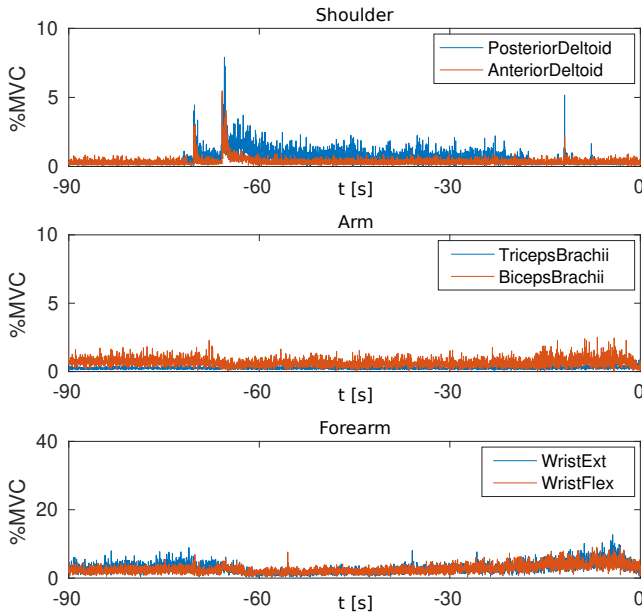 Shoulder
10
5
0
%MVC
PosteriorDeltoid
AnteriorDeltoid
-90
-60
-30
0
t [s]
Arm
10
5
0
%MVC
TricepsBrachii
BicepsBrachii
-90
-60
-30
0
t [s]
Forearm
40
20
0
%MVC
WristExt
WristFlex
-90
-60
-30
0
t [s]